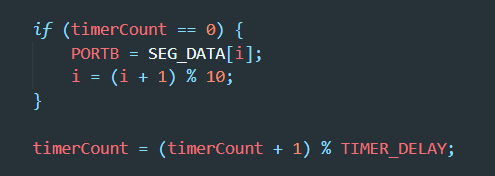 if (timerCount == 0) {
    PORTB = SEG_DATA[i];
    i = (i + 1) % 10;
}
timerCount = (timerCount + 1) % TIMER_DELAY;